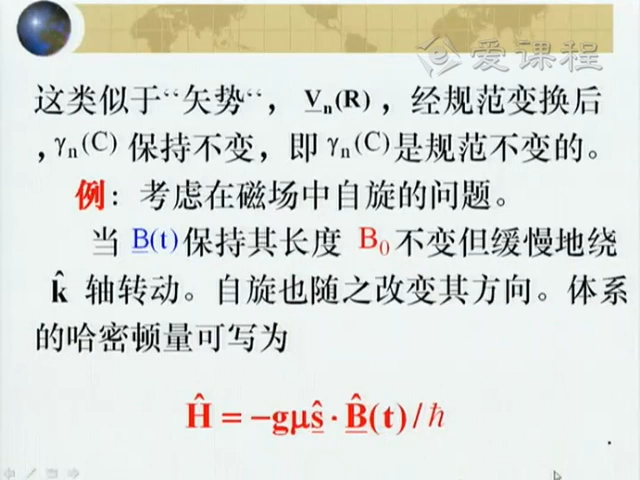 爱课程
这类似于“矢势“，V̲ₙ(R)，经规范变换后
，γₙ(C) 保持不变，即 γₙ(C)是规范不变的。
例：考虑在磁场中自旋的问题。
当 B̲(t)保持其长度 B₀不变但缓慢地绕
k̂ 轴转动。自旋也随之改变其方向。体系
的哈密顿量可写为
Ĥ = −gμŝ̲ · B̲̂(t)/ħ